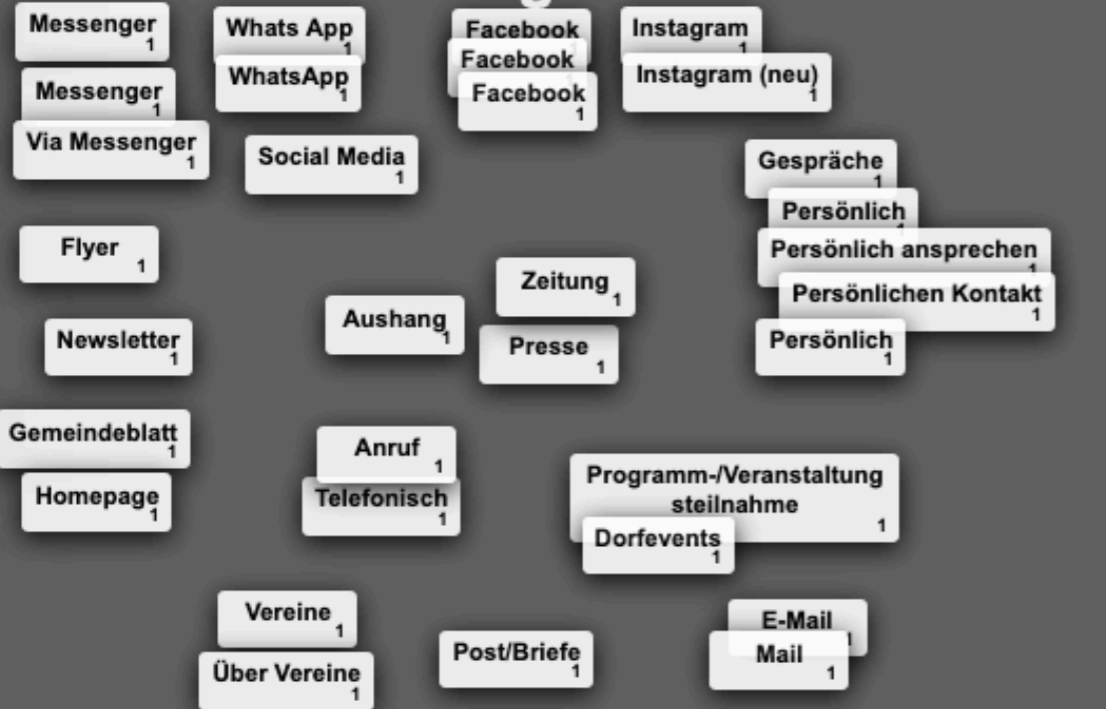 Messenger
1
Whats App
1
Facebook
Instagram
1
Facebook
WhatsApp
1
Instagram (neu)
1
Messenger
1
Facebook
1
Via Messenger
1
Social Media
1
Gespräche
1
Persönlich
1
Flyer
1
Persönlich ansprechen
1
Zeitung
1
Persönlichen Kontakt
1
Aushang
1
Newsletter
1
Presse
1
Persönlich
1
Gemeindeblatt
1
Anruf
1
Homepage
1
Telefonisch
1
Programm-/Veranstaltung
steilnahme
1
Dorfevents
1
Vereine
1
E-Mail
1
Über Vereine
1
Post/Briefe
1
Mail
1